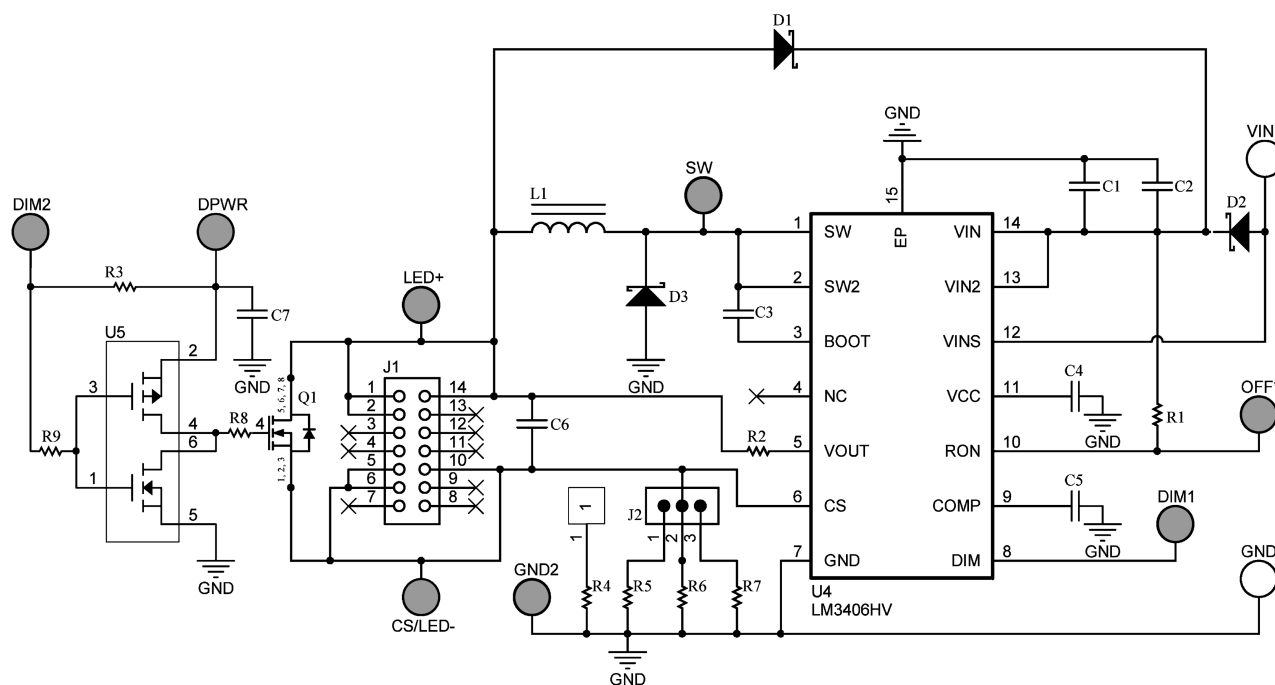 D1
GND
VIN
SW
L1
15
C1
C2
D2
DIM2
DPWR
EP
1
SW
VIN
14
R3
LED+
2
SW2
VIN2
13
D3
C7
C3
U5
GND
3
BOOT
VINS
12
2
GND
J1
3
5, 6, 7, 8
Q1
1
14
4
NC
VCC
11
C4
OFF*
2
13
4
R8
4
3
12
C6
R1
R9
6
4
11
R2
5
VOUT
RON
10
GND
5
10
1
1, 2, 3
6
9
1
6
CS
COMP
9
C5
DIM1
7
8
J2
5
1
1
2
3
GND
7
GND
DIM
8
GND
GND
GND2
R4
R5
R6
R7
U4
LM3406HV
CS/LED-
GND